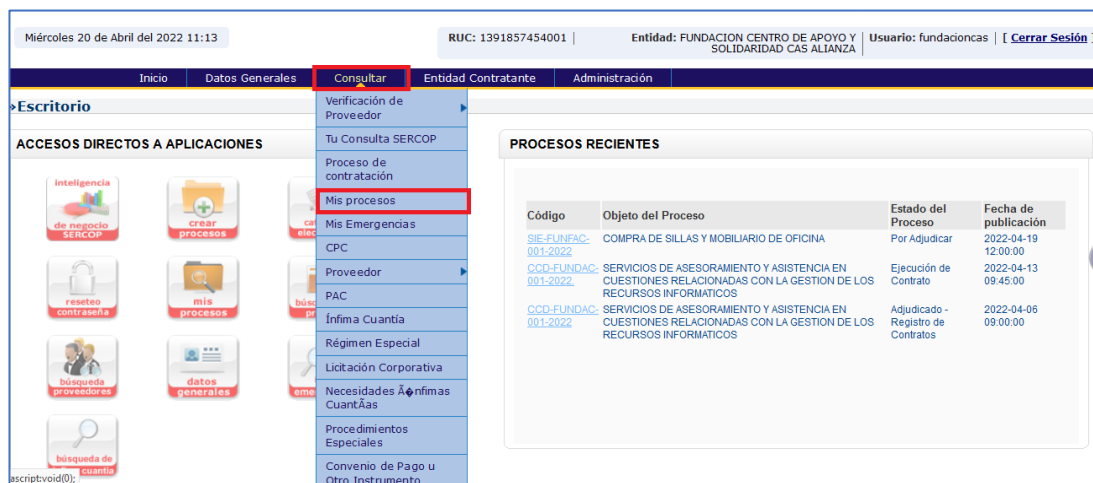 Miércoles 20 de Abril del 2022 11:13
RUC: 1391857454001 |
Entidad: FUNDACION CENTRO DE APOYO Y
SOLIDARIDAD CAS ALIANZA
Usuario: fundacioncas | [ Cerrar Sesión ]
Inicio Datos Generales Consultar Entidad Contratante Administración
»Escritorio
ACCESOS DIRECTOS A APLICACIONES
inteligencia
de negocio
SERCOP
crear
procesos
reseteo
contraseña
mis
procesos
búsqueda
proveedores
datos
generales
búsqueda de
cuantía
ascript:void(0);
Verificación de
Proveedor
Tu Consulta SERCOP
Proceso de
contratación
Mis procesos
Mis Emergencias
CPC
Proveedor
PAC
Ínfima Cuantía
Régimen Especial
Licitación Corporativa
Necesidades Ã�nfimas
CuantÃas
Procedimientos
Especiales
Convenio de Pago u
Otro Instrumento
PROCESOS RECIENTES
Código Objeto del Proceso Estado del Proceso Fecha de publicación
SIE-FUNFAC- COMPRA DE SILLAS Y MOBILIARIO DE OFICINA Por Adjudicar 2022-04-19
001-2022 12:00:00
CCD-FUNDAC- SERVICIOS DE ASESORAMIENTO Y ASISTENCIA EN Ejecución de 2022-04-13
001-2022. CUESTIONES RELACIONADAS CON LA GESTION DE LOS Contrato 09:45:00
RECURSOS INFORMATICOS
CCD-FUNDAC- SERVICIOS DE ASESORAMIENTO Y ASISTENCIA EN Adjudicado - 2022-04-06
001-2022 CUESTIONES RELACIONADAS CON LA GESTION DE LOS Registro de 09:00:00
RECURSOS INFORMATICOS Contratos